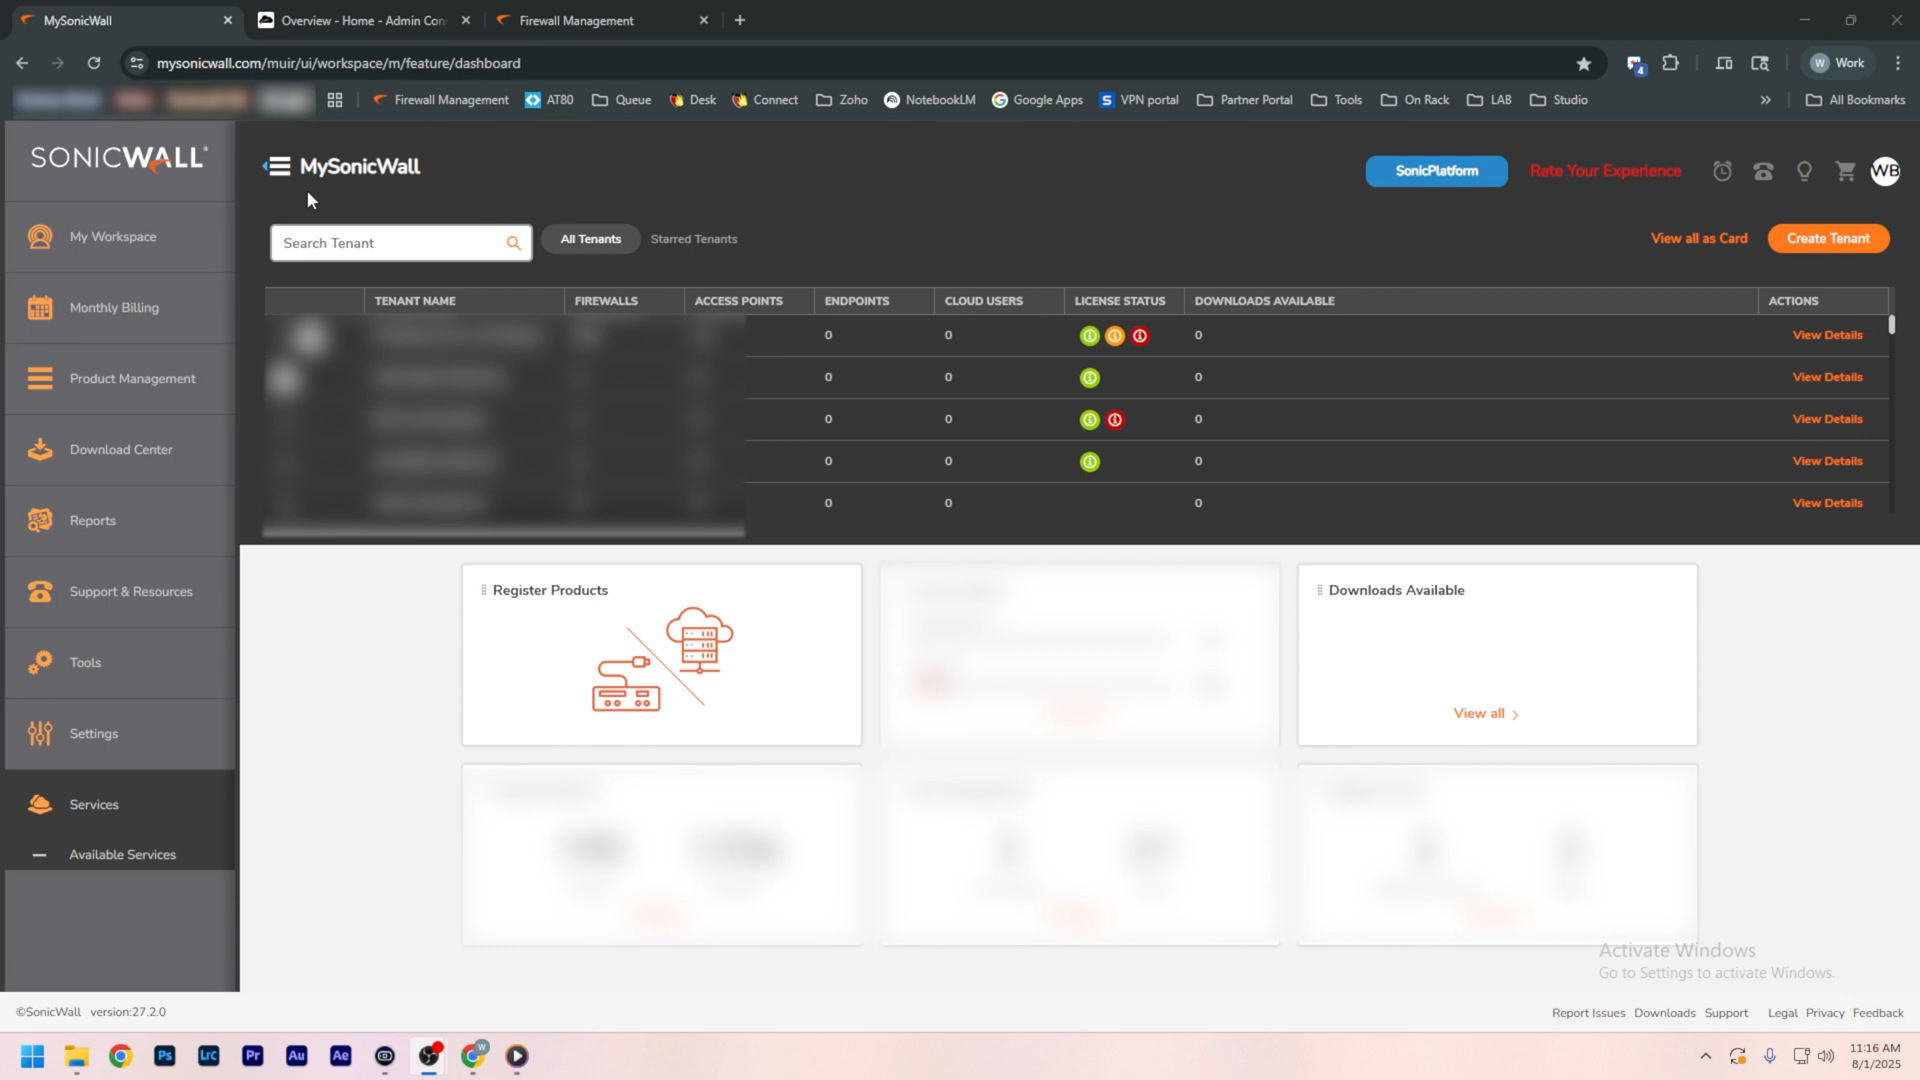 MySonicWall
Overview - Home - Admin Con
Firewall Management
mysonicwall.com/muir/ui/workspace/m/feature/dashboard
4
W Work
Firewall Management
AT80
Queue
Desk
Connect
Zoho
NotebookLM
Google Apps
S VPN portal
Partner Portal
Tools
On Rack
LAB
Studio
All Bookmarks
SONICWALL
MySonicWall
SonicPlatform
Rate Your Experience
WB
My Workspace
Monthly Billing
Product Management
Download Center
Reports
Support & Resources
Tools
Settings
Services
Available Services
Search Tenant
All Tenants
Starred Tenants
View all as Card
Create Tenant
TENANT NAME FIREWALLS ACCESS POINTS ENDPOINTS CLOUD USERS LICENSE STATUS DOWNLOADS AVAILABLE ACTIONS
0 0 0 View Details
0 0 0 View Details
0 0 0 View Details
0 0 0 View Details
0 0 0 View Details
Register Products
Downloads Available
View all
Activate Windows
Go to Settings to activate Windows.
©SonicWall version:27.2.0
Report Issues Downloads Support Legal Privacy Feedback
Ps
Lrc
Pr
Au
Ae
W
11:16 AM
8/1/2025